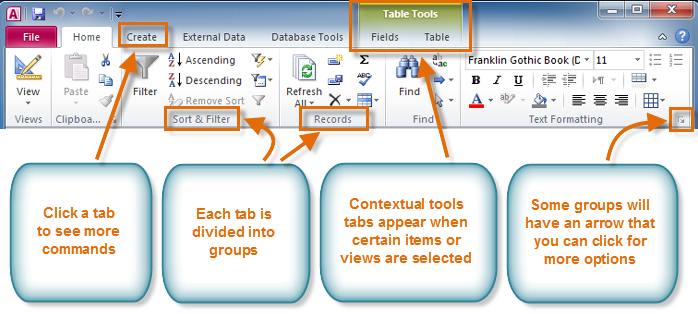 Table Tools
File Home Create External Data Database Tools Fields Table
View
Views
Paste
Clipboa...
Filter
Ascending
Descending
Remove Sort
Sort & Filter
Refresh
All
Records
Find
Find
Franklin Gothic Book (D 11
B I U
A ab A
Text Formatting
Click a tab
to see more
commands
Each tab is
divided into
groups
Contextual tools
tabs appear when
certain items or
views are selected
Some groups will
have an arrow that
you can click for
more options